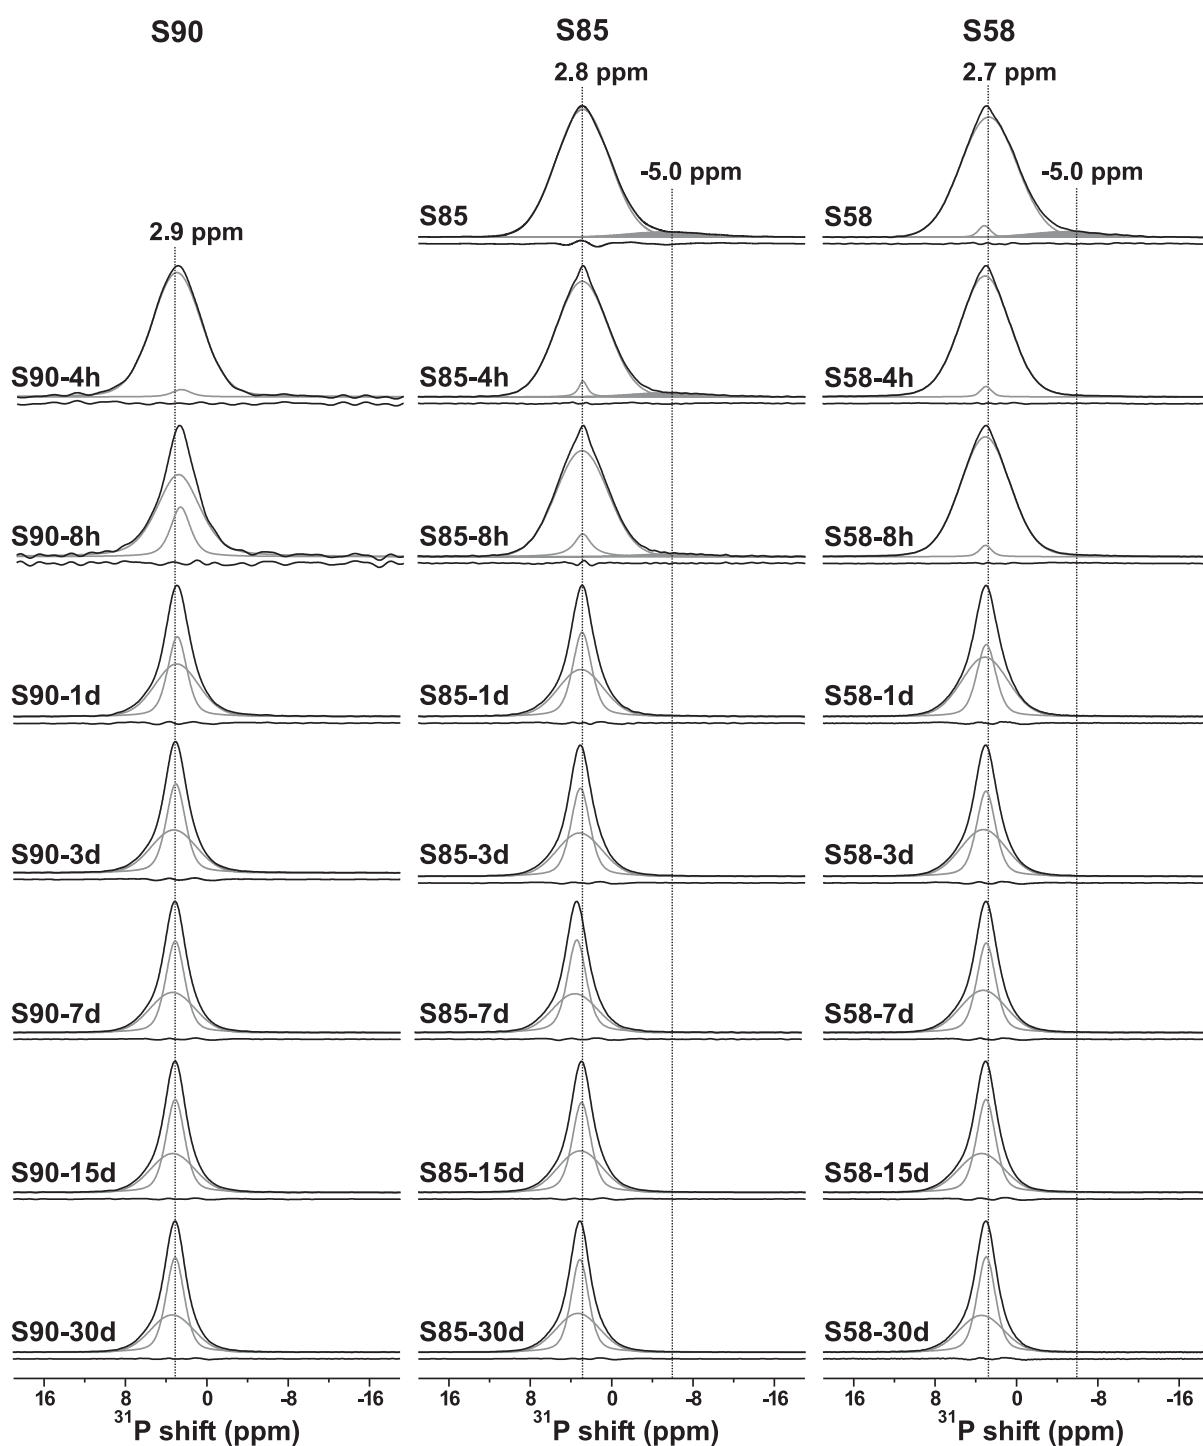 S90 S85 S58
2.8 ppm 2.7 ppm
-5.0 ppm -5.0 ppm
S85 S58
2.9 ppm
S90-4h S85-4h S58-4h
S90-8h S85-8h S58-8h
S90-1d S85-1d S58-1d
S90-3d S85-3d S58-3d
S90-7d S85-7d S58-7d
S90-15d S85-15d S58-15d
S90-30d S85-30d S58-30d
16 8 0 -8 -16 16 8 0 -8 -16 16 8 0 -8 -16
³¹P shift (ppm) ³¹P shift (ppm) ³¹P shift (ppm)